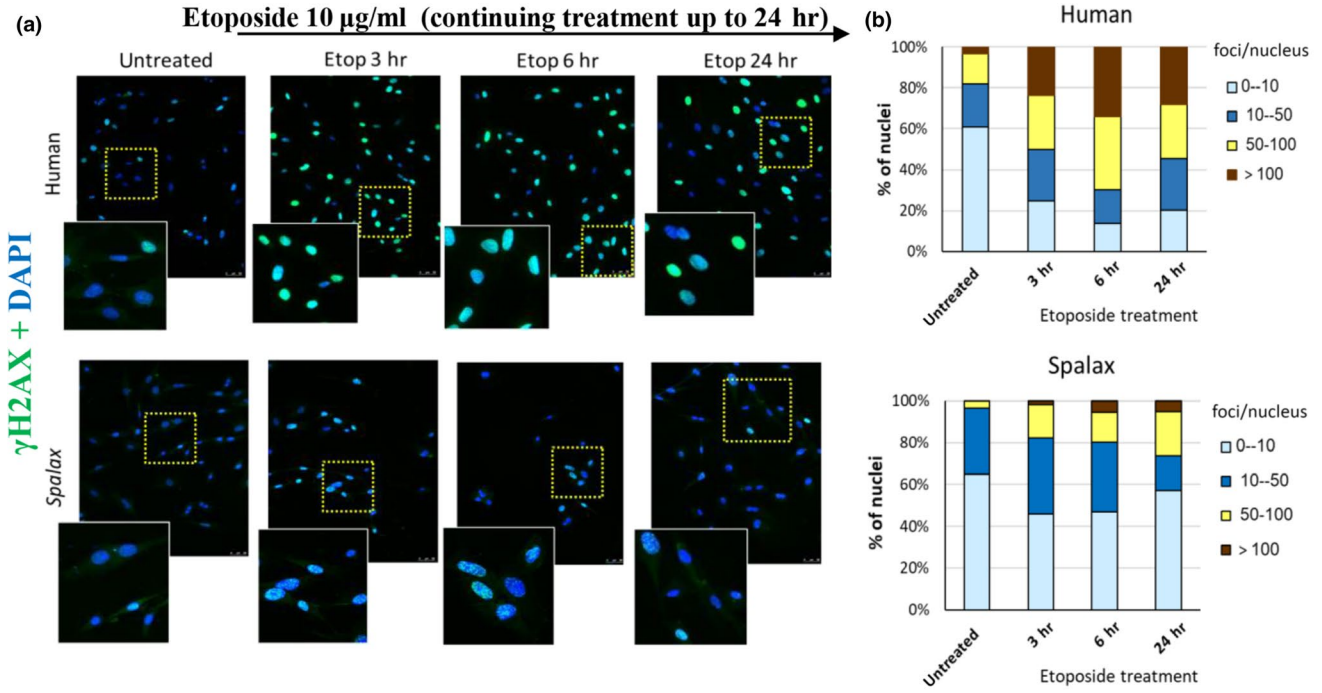 (a)
Etoposide 10 µg/ml (continuing treatment up to 24 hr)
Untreated
Etop 3 hr
Etop 6 hr
Etop 24 hr
γH2AX + DAPI
Human
Spalax
(b)
Human
% of nuclei
100%
80%
60%
40%
20%
0%
Untreated
3 hr
6 hr
24 hr
Etoposide treatment
foci/nucleus
0--10
10--50
50-100
> 100
Spalax
% of nuclei
100%
80%
60%
40%
20%
0%
Untreated
3 hr
6 hr
24 hr
Etoposide treatment
foci/nucleus
0--10
10--50
50-100
> 100